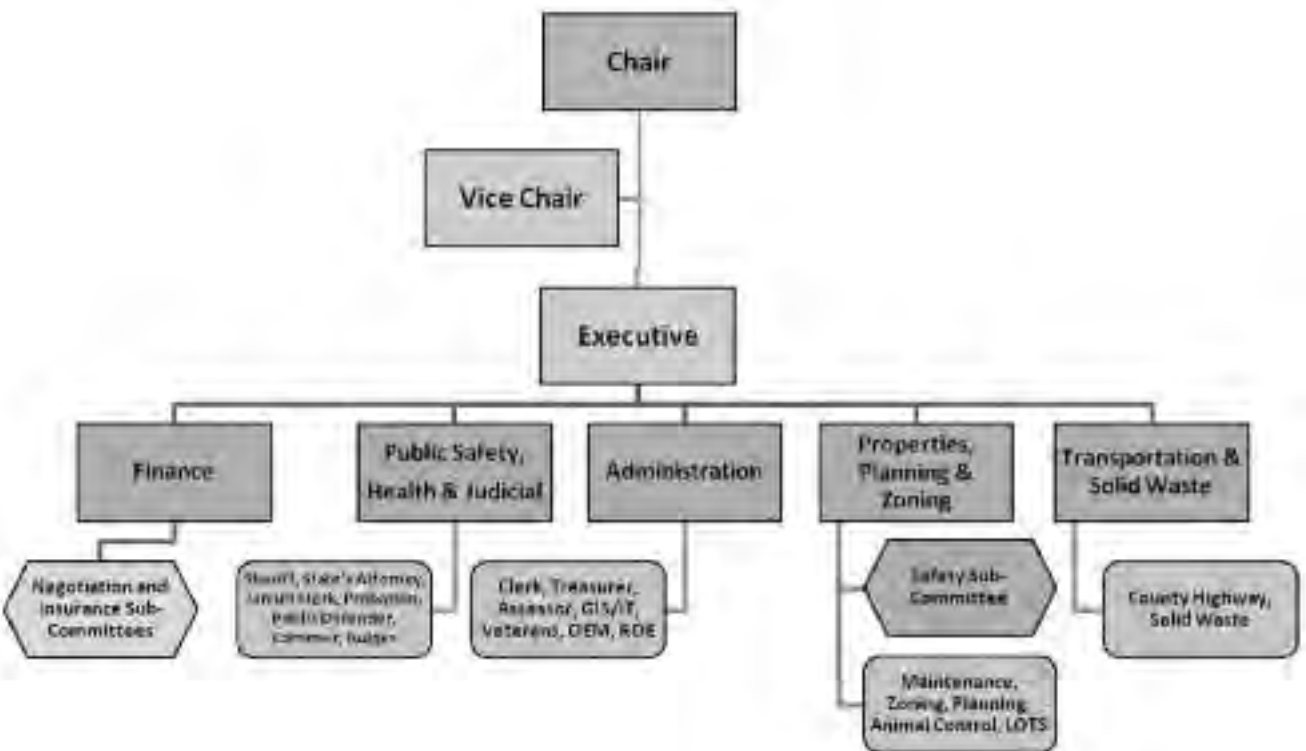 Chair
Vice Chair
Executive
Finance
Public Safety,
Health & Judicial
Administration
Properties,
Planning &
Zoning
Transportation &
Solid Waste
Negotiation and
Insurance Sub-
Committees
Sheriff, State's Attorney,
Circuit Clerk, Probation,
Public Defender,
Coroner,
Clerk, Treasurer,
Assessor, GIS/IT,
Veterans, OEM, ROE
Safety Sub-
Committee
Maintenance,
Zoning, Planning
Animal Control, LOTS
County Highway,
Solid Waste